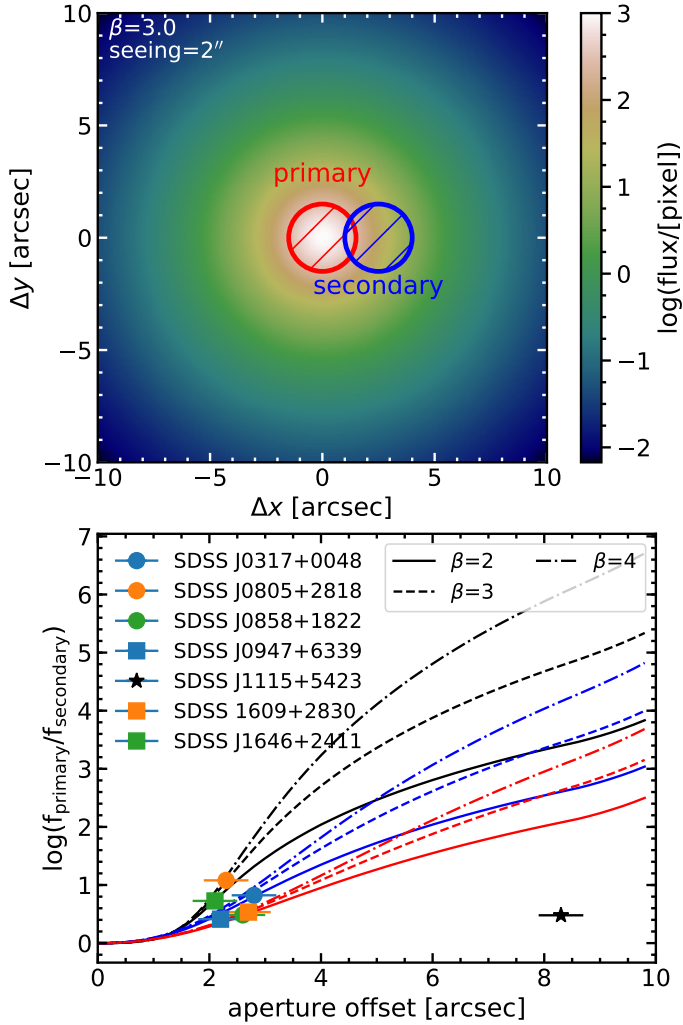 β=3.0
seeing=2″
primary
secondary
10
5
0
−5
−10
−10
−5
0
5
10
Δy [arcsec]
Δx [arcsec]
3
2
1
0
−1
−2
log(flux/[pixel])
7
6
5
4
3
2
1
0
0
2
4
6
8
10
log(f_primary/f_secondary)
aperture offset [arcsec]
SDSS J0317+0048
SDSS J0805+2818
SDSS J0858+1822
SDSS J0947+6339
SDSS J1115+5423
SDSS 1609+2830
SDSS J1646+2411
β=2
β=3
β=4